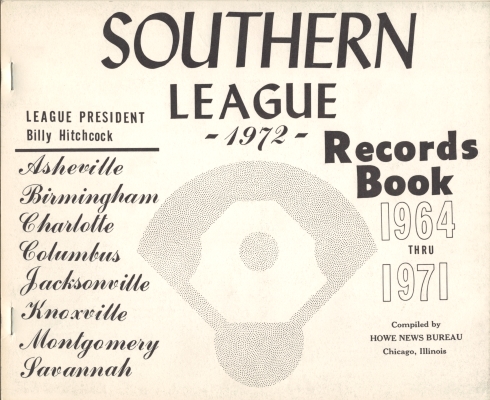 SOUTHERN
LEAGUE
-1972-
LEAGUE PRESIDENT
Billy Hitchcock
Asheville
Birmingham
Charlotte
Columbus
Jacksonville
Knoxville
Montgomery
Savannah
Records
Book
1964
THRU
1971
Compiled by
HOWE NEWS BUREAU
Chicago, Illinois